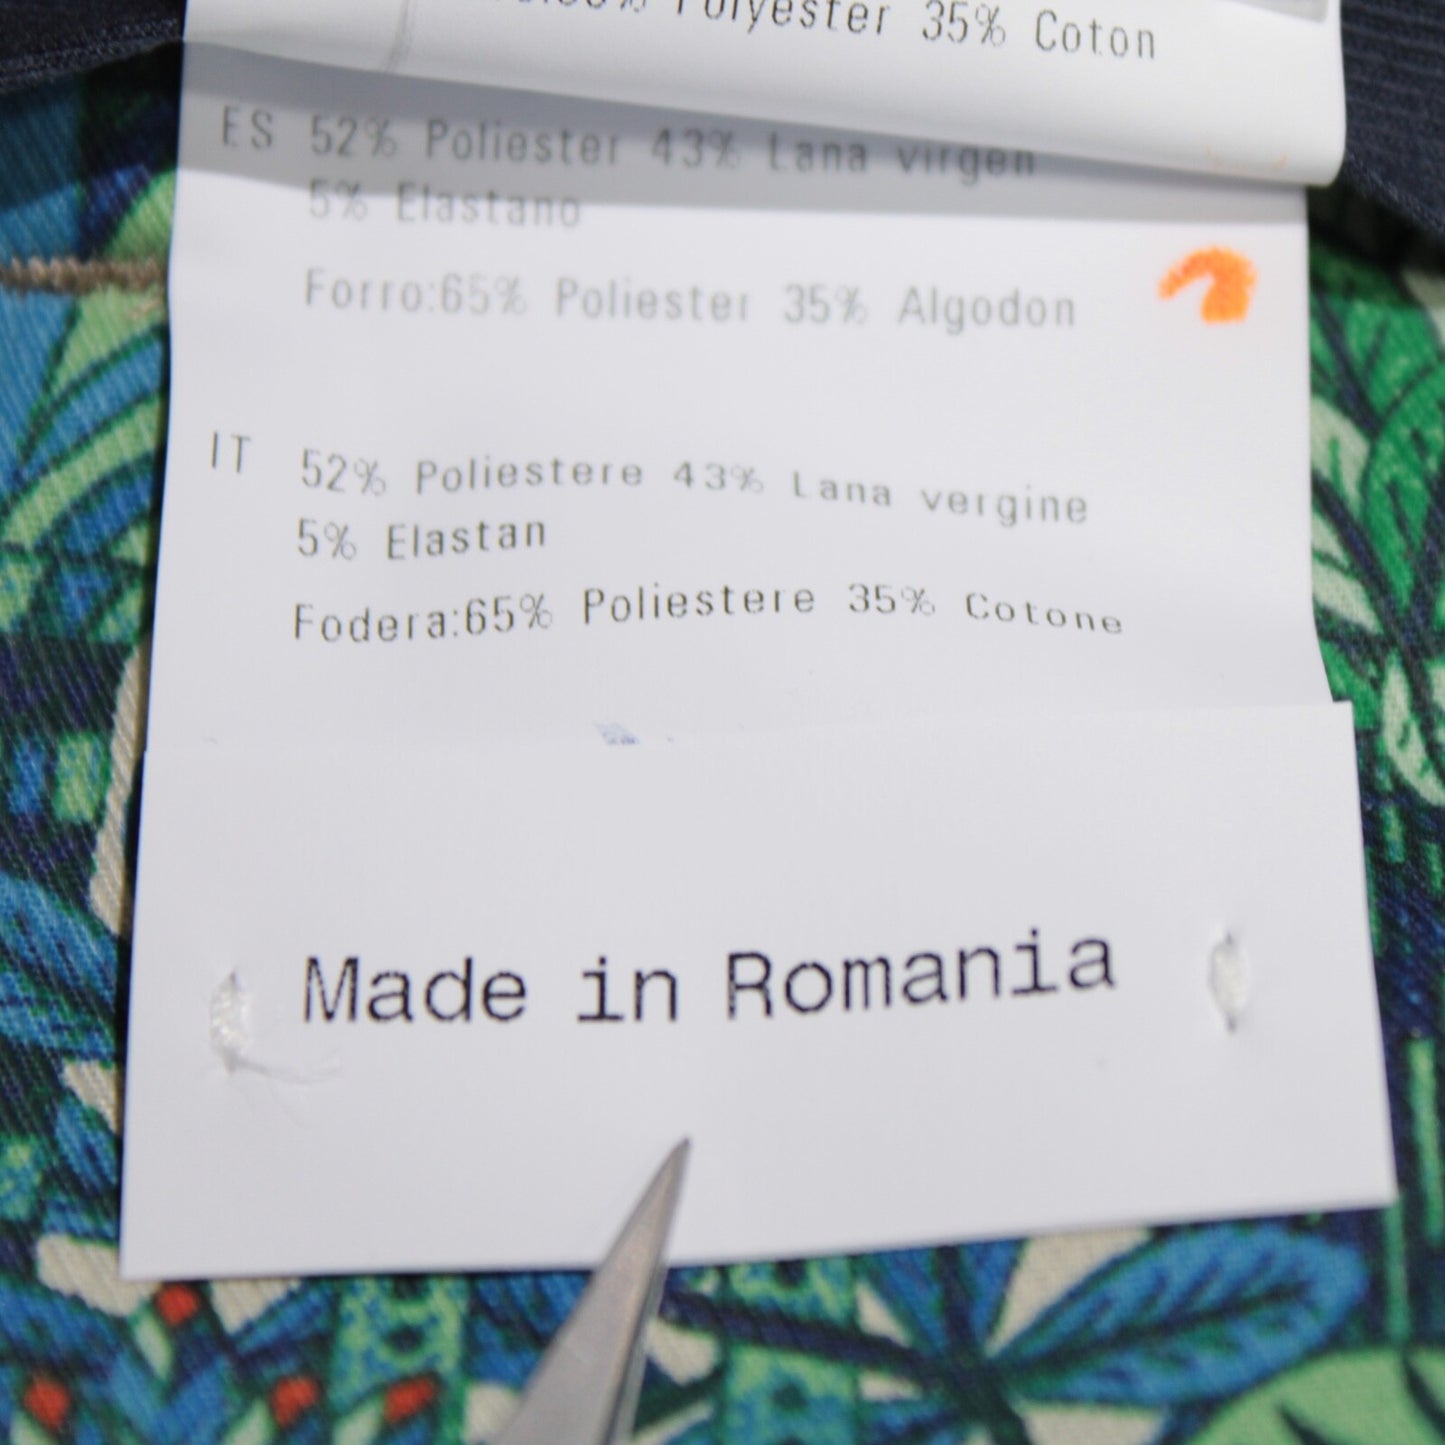 Polyester 35% Coton
ES 52% Poliester 43% Lana virgen
5% Elastano
Forro:65% Poliester 35% Algodon
IT 52% Poliestere 43% Lana vergine
5% Elastan
Fodera:65% Poliestere 35% Cotone
Made in Romania